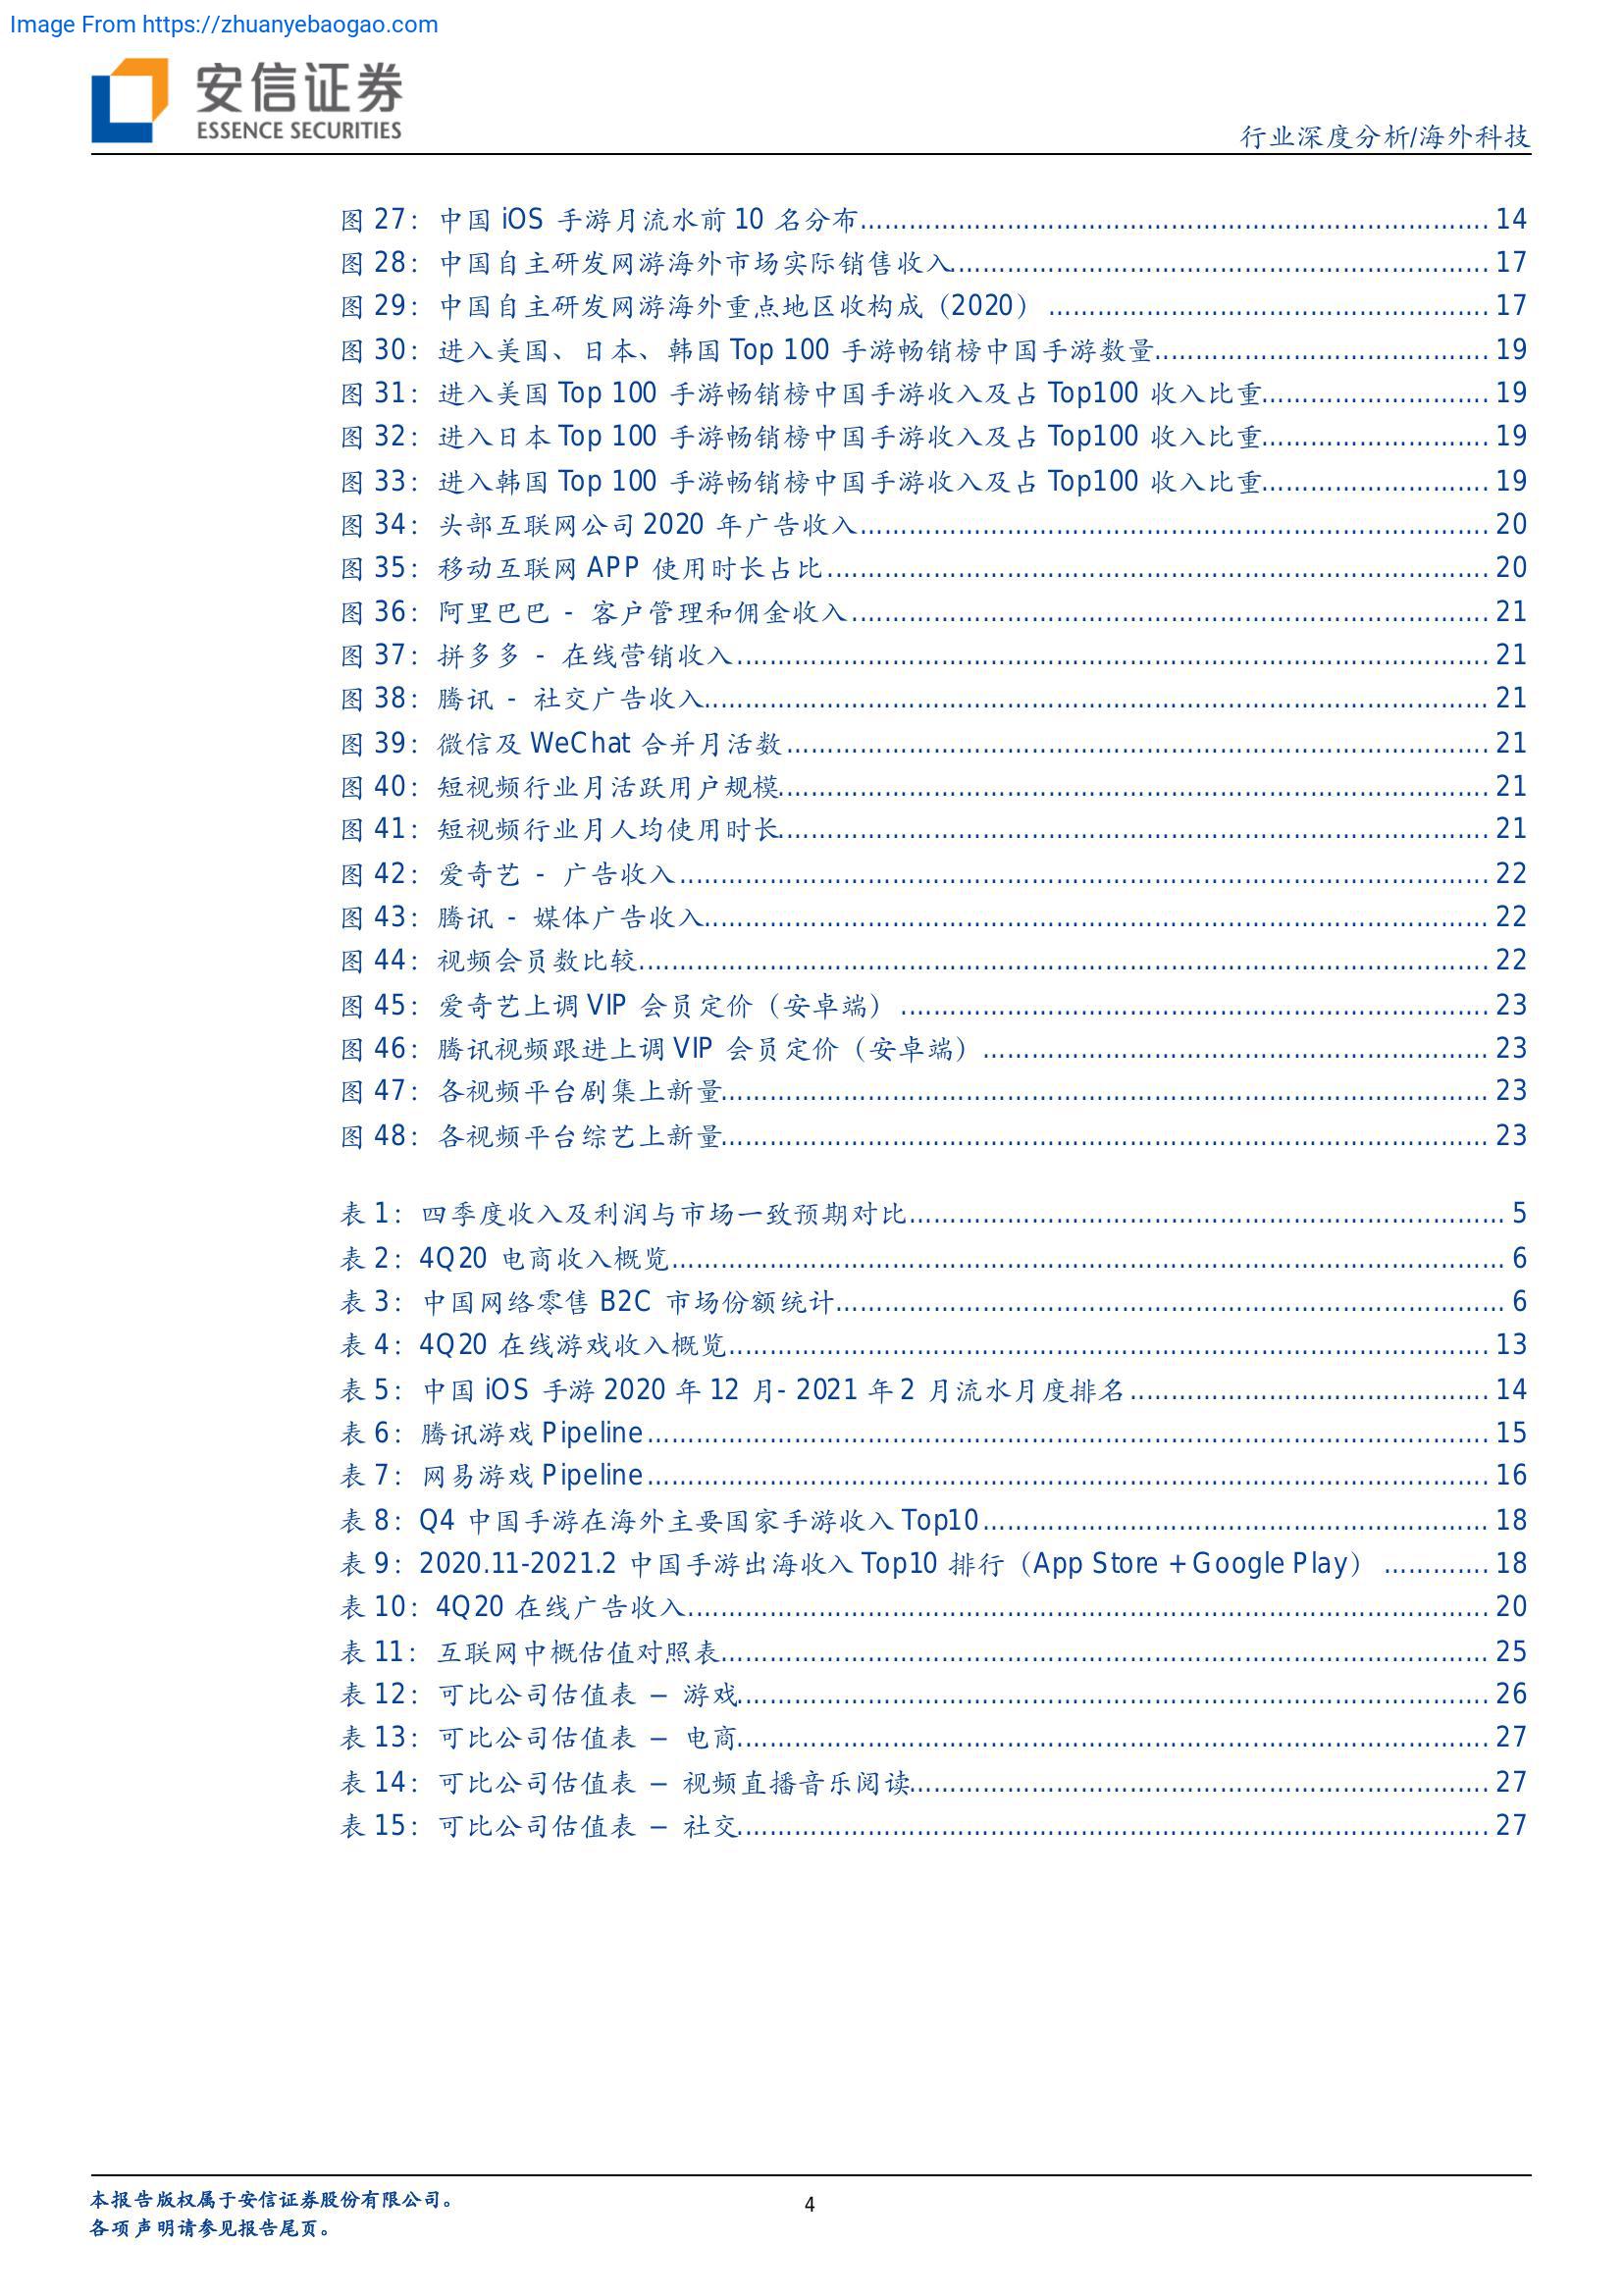 Image From https://zhuanyebaogao.com
安信证券
ESSENCE SECURITIES
行业深度分析/海外科技
图 27：中国 iOS 手游月流水前 10 名分布 14
图 28：中国自主研发网游海外市场实际销售收入 17
图 29：中国自主研发网游海外重点地区收构成（2020） 17
图 30：进入美国、日本、韩国 Top 100 手游畅销榜中国手游数量 19
图 31：进入美国 Top 100 手游畅销榜中国手游收入及占 Top100 收入比重 19
图 32：进入日本 Top 100 手游畅销榜中国手游收入及占 Top100 收入比重 19
图 33：进入韩国 Top 100 手游畅销榜中国手游收入及占 Top100 收入比重 19
图 34：头部互联网公司 2020 年广告收入 20
图 35：移动互联网 APP 使用时长占比 20
图 36：阿里巴巴 - 客户管理和佣金收入 21
图 37：拼多多 - 在线营销收入 21
图 38：腾讯 - 社交广告收入 21
图 39：微信及 WeChat 合并月活数 21
图 40：短视频行业月活跃用户规模 21
图 41：短视频行业月人均使用时长 21
图 42：爱奇艺 - 广告收入 22
图 43：腾讯 - 媒体广告收入 22
图 44：视频会员数比较 22
图 45：爱奇艺上调 VIP 会员定价（安卓端） 23
图 46：腾讯视频跟进上调 VIP 会员定价（安卓端） 23
图 47：各视频平台剧集上新量 23
图 48：各视频平台综艺上新量 23
表 1：四季度收入及利润与市场一致预期对比 5
表 2：4Q20 电商收入概览 6
表 3：中国网络零售 B2C 市场份额统计 6
表 4：4Q20 在线游戏收入概览 13
表 5：中国 iOS 手游 2020 年 12 月- 2021 年 2 月流水月度排名 14
表 6：腾讯游戏 Pipeline 15
表 7：网易游戏 Pipeline 16
表 8：Q4 中国手游在海外主要国家手游收入 Top10 18
表 9：2020.11-2021.2 中国手游出海收入 Top10 排行（App Store + Google Play） 18
表 10：4Q20 在线广告收入 20
表 11：互联网中概估值对照表 25
表 12：可比公司估值表 – 游戏 26
表 13：可比公司估值表 – 电商 27
表 14：可比公司估值表 – 视频直播音乐阅读 27
表 15：可比公司估值表 – 社交 27
本报告版权属于安信证券股份有限公司。
各项声明请参见报告尾页。
4